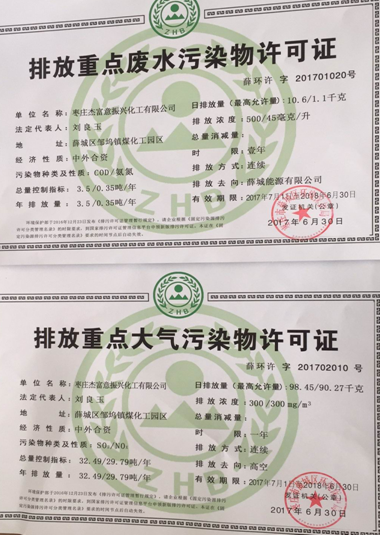 ZHB
排放重点废水污染物许可证
薛环许 字 201701020号
单 位 名 称：枣庄杰富意振兴化工有限公司
法定代表人：刘良玉
地 址：薛城区邹坞镇煤化工园区
经 济 性 质：中外合资
污染物种类及性质：COD/氨氮
总量控制指标：3.5/0.35吨/年
年 排 放 量：3.5/0.35吨/年
日排放量（最高允许量）：10.6/1.1千克
排 放 浓 度：500/45毫克/升
总量消减量：
时 限：壹年
排 放 方 式：连续
排 放 去 向：薛城能源有限公司
有 效 期 限：2017年7月1日至2018年6月30日
发证机关(公章)
2017年6月30日
ZHB
排放重点大气污染物许可证
薛环许 字 201702010 号
单 位 名 称：枣庄杰富意振兴化工有限公司
法定代表人：刘良玉
地 址：薛城区邹坞镇煤化工园区
经 济 性 质：中外合资
污染物种类及性质：SO₂/NOₓ
总量控制指标：32.49/29.79吨/年
年 排 放 量：32.49/29.79吨/年
日排放量（最高允许量）：98.45/90.27千克
排 放 浓 度：300/300mg/m³
总量消减量：
时 限：一年
排 放 方 式：连续
排 放 去 向：高空
有 效 期 限：2017年7月1日至2018年6月30日
发证机关(公章)
2017年6月30日